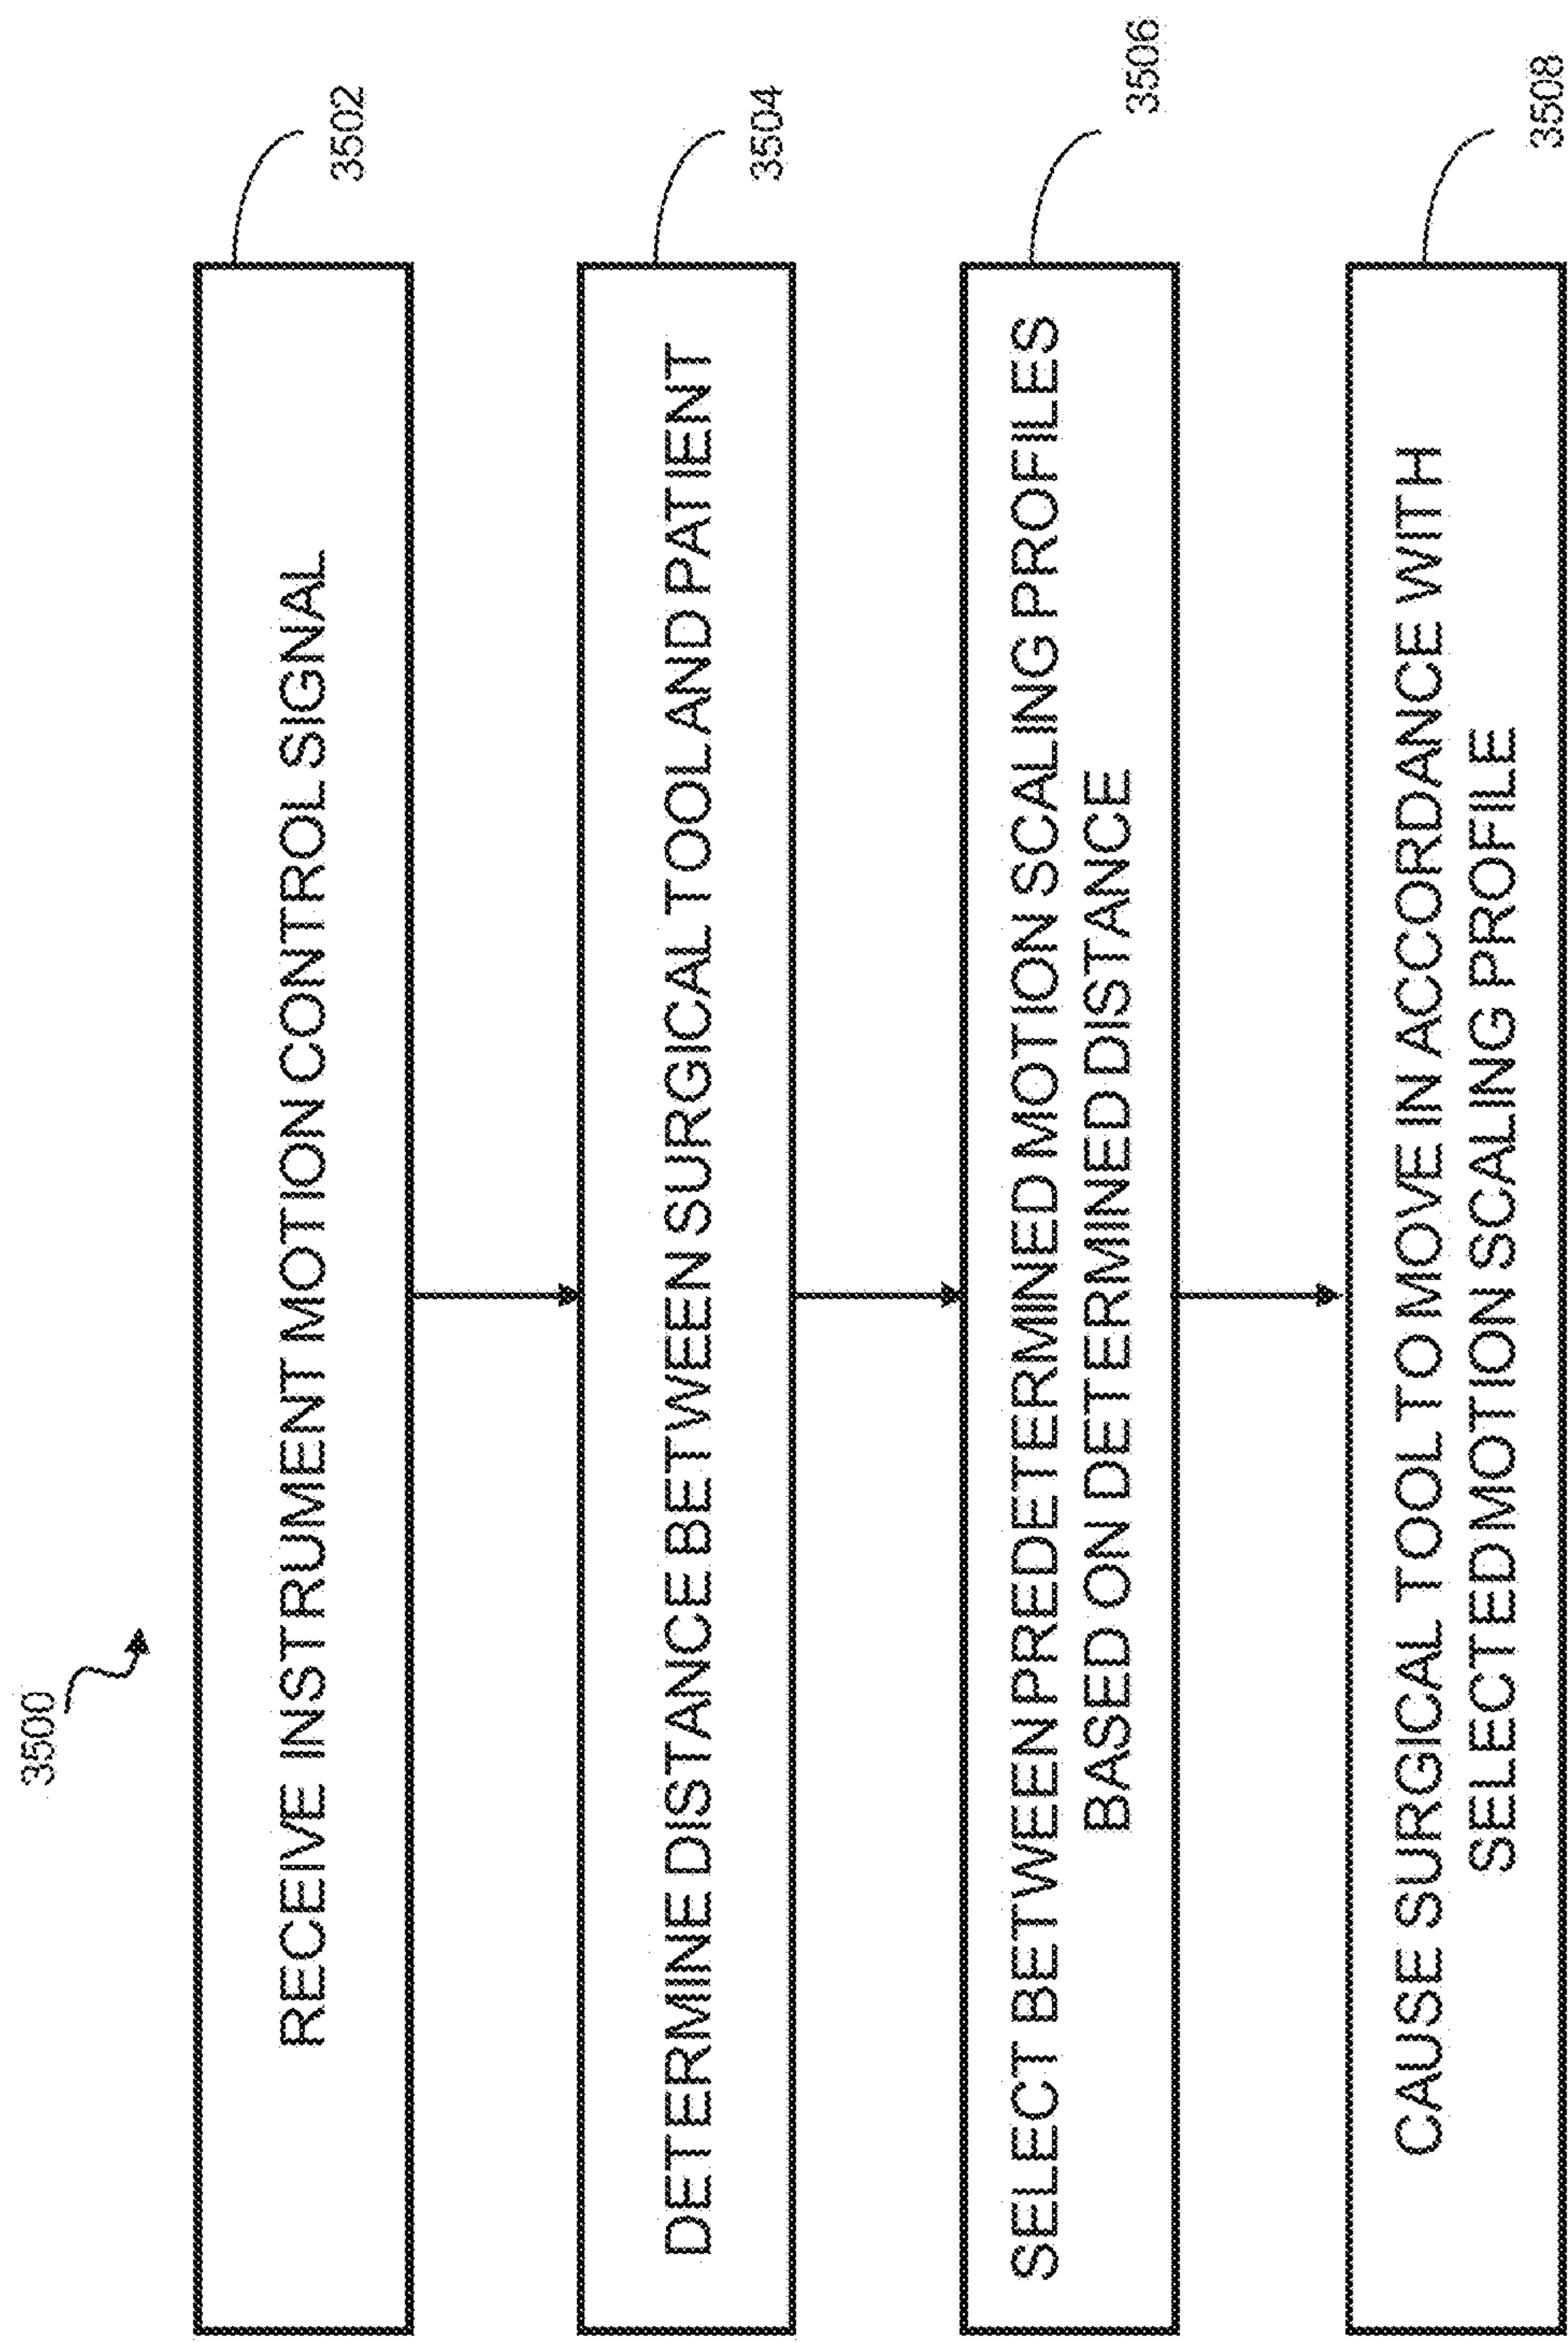 3500
RECEIVE INSTRUMENT MOTION CONTROL SIGNAL
3502
DETERMINE DISTANCE BETWEEN SURGICAL TOOL AND PATIENT
3504
SELECT BETWEEN PREDETERMINED MOTION SCALING PROFILES
BASED ON DETERMINED DISTANCE
3506
CAUSE SURGICAL TOOL TO MOVE IN ACCORDANCE WITH
SELECTED MOTION SCALING PROFILE
3508